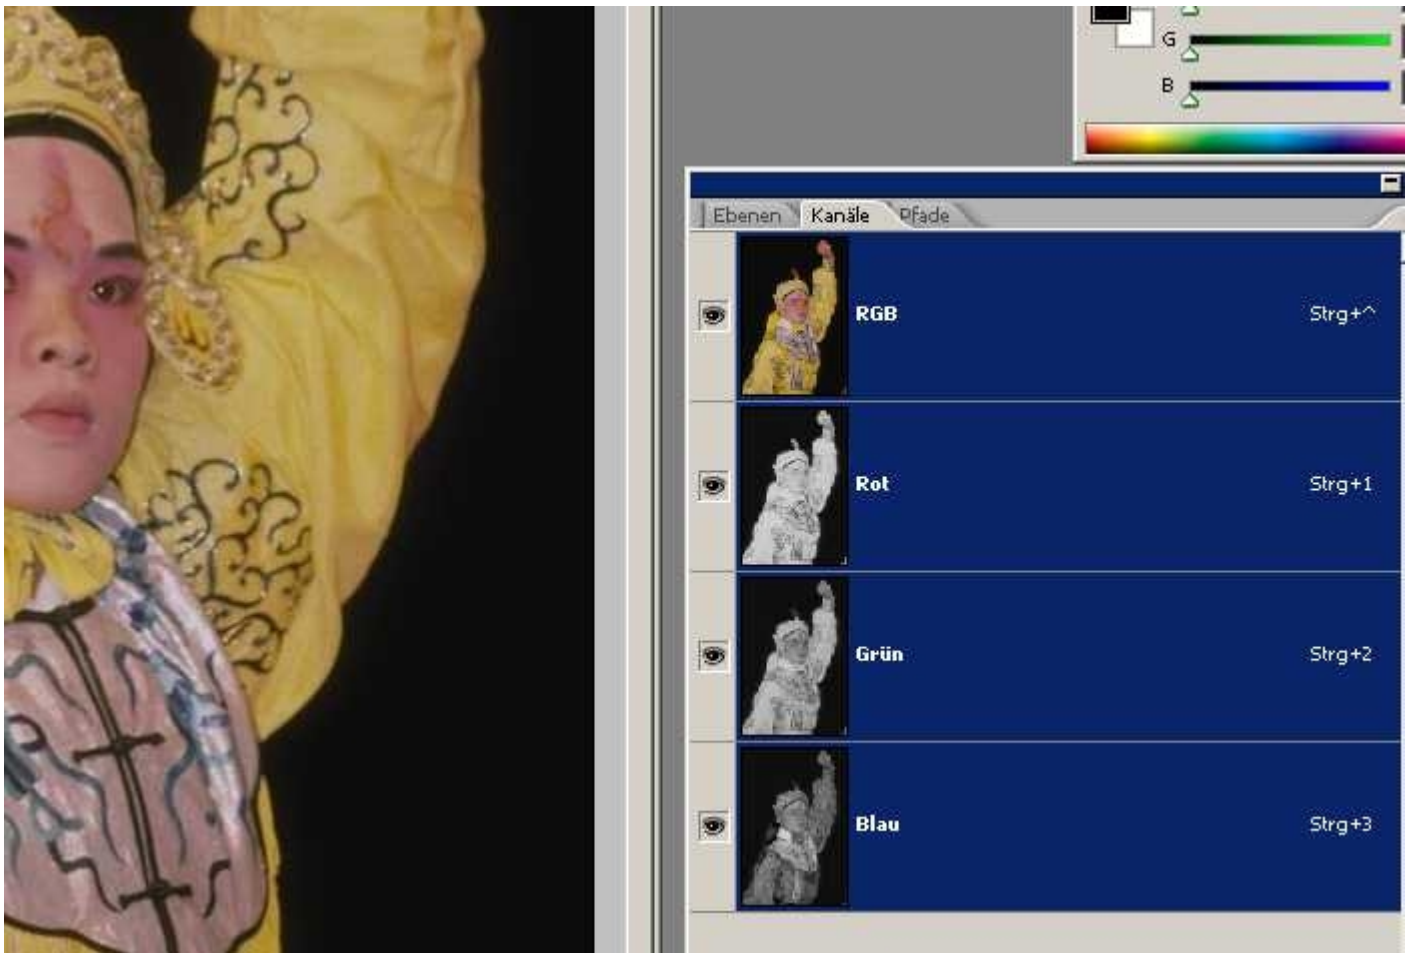 G
B
Ebenen Kanäle Pfade
RGB Strg+^
Rot Strg+1
Grün Strg+2
Blau Strg+3